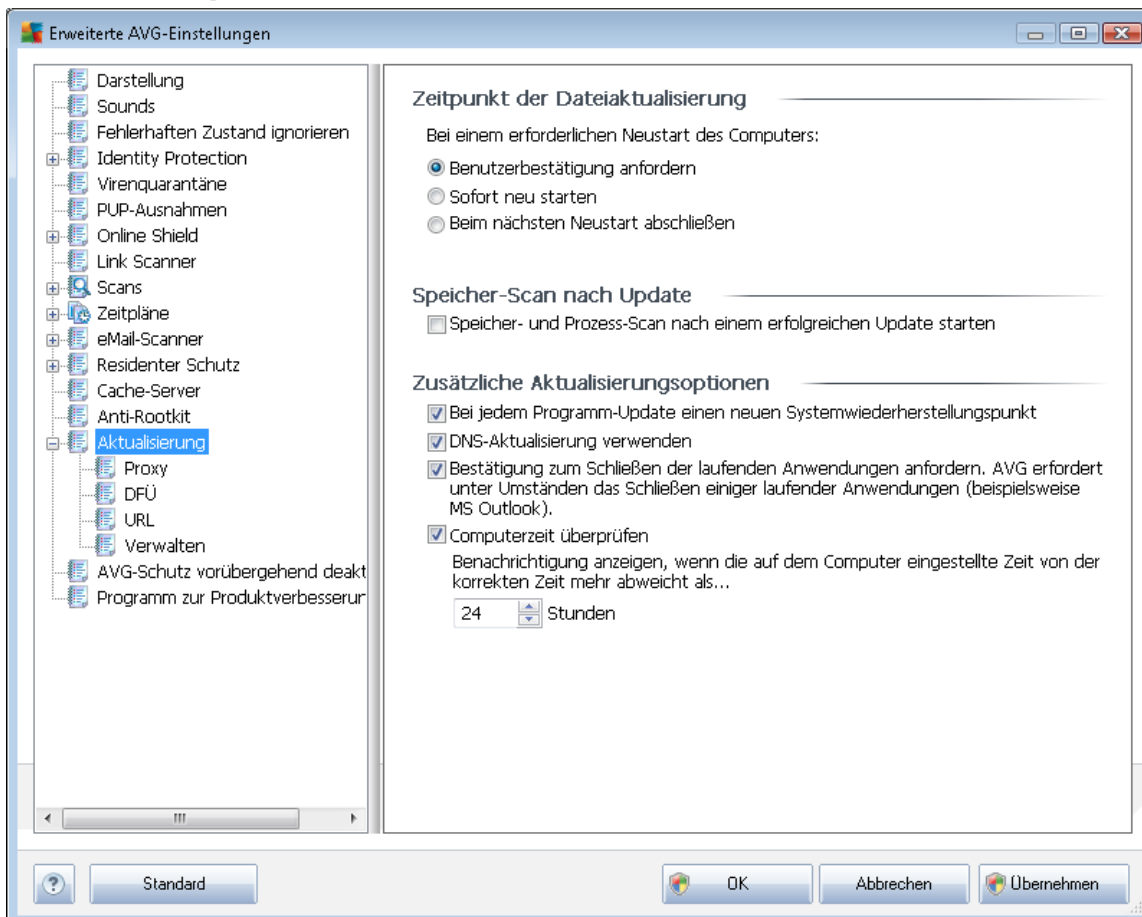 Erweiterte AVG-Einstellungen
Darstellung
Sounds
Fehlerhaften Zustand ignorieren
Identity Protection
Virenquarantäne
PUP-Ausnahmen
Online Shield
Link Scanner
Scans
Zeitpläne
eMail-Scanner
Residenter Schutz
Cache-Server
Anti-Rootkit
Aktualisierung
Proxy
DFÜ
URL
Verwalten
AVG-Schutz vorübergehend deakt
Programm zur Produktverbesserur
Zeitpunkt der Dateiaktualisierung
Bei einem erforderlichen Neustart des Computers:
Benutzerbestätigung anfordern
Sofort neu starten
Beim nächsten Neustart abschließen
Speicher-Scan nach Update
Speicher- und Prozess-Scan nach einem erfolgreichen Update starten
Zusätzliche Aktualisierungsoptionen
Bei jedem Programm-Update einen neuen Systemwiederherstellungspunkt
DNS-Aktualisierung verwenden
Bestätigung zum Schließen der laufenden Anwendungen anfordern. AVG erfordert
unter Umständen das Schließen einiger laufender Anwendungen (beispielsweise
MS Outlook).
Computerzeit überprüfen
Benachrichtigung anzeigen, wenn die auf dem Computer eingestellte Zeit von der
korrekten Zeit mehr abweicht als...
24 Stunden
? Standard OK Abbrechen Übernehmen